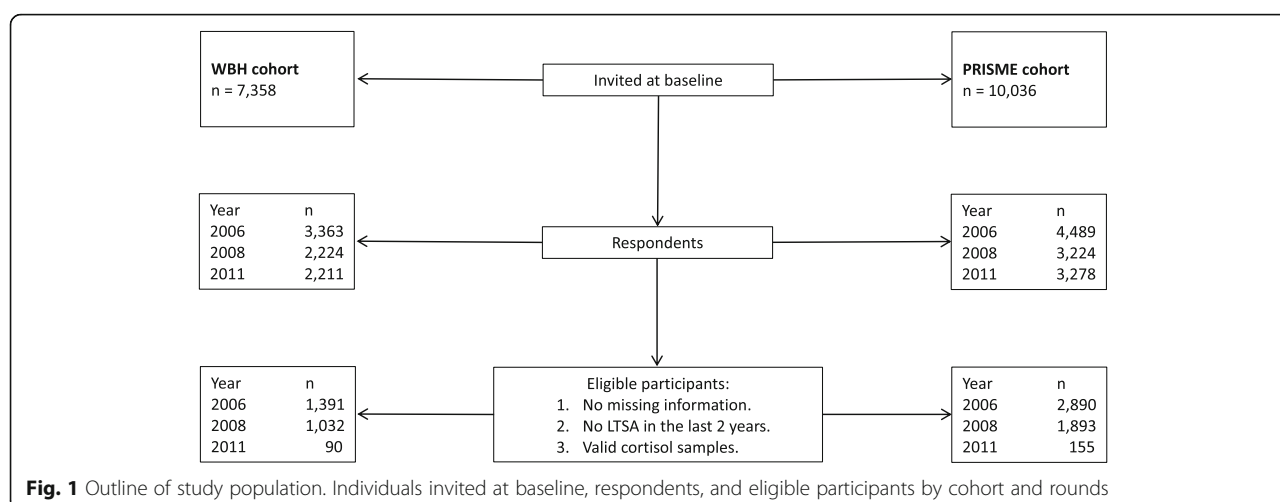 WBH cohort
n = 7,358
Invited at baseline
PRISME cohort
n = 10,036
Year n
2006 3,363
2008 2,224
2011 2,211
Respondents
Year n
2006 4,489
2008 3,224
2011 3,278
Year n
2006 1,391
2008 1,032
2011 90
Eligible participants:
1. No missing information.
2. No LTSA in the last 2 years.
3. Valid cortisol samples.
Year n
2006 2,890
2008 1,893
2011 155
Fig. 1 Outline of study population. Individuals invited at baseline, respondents, and eligible participants by cohort and rounds